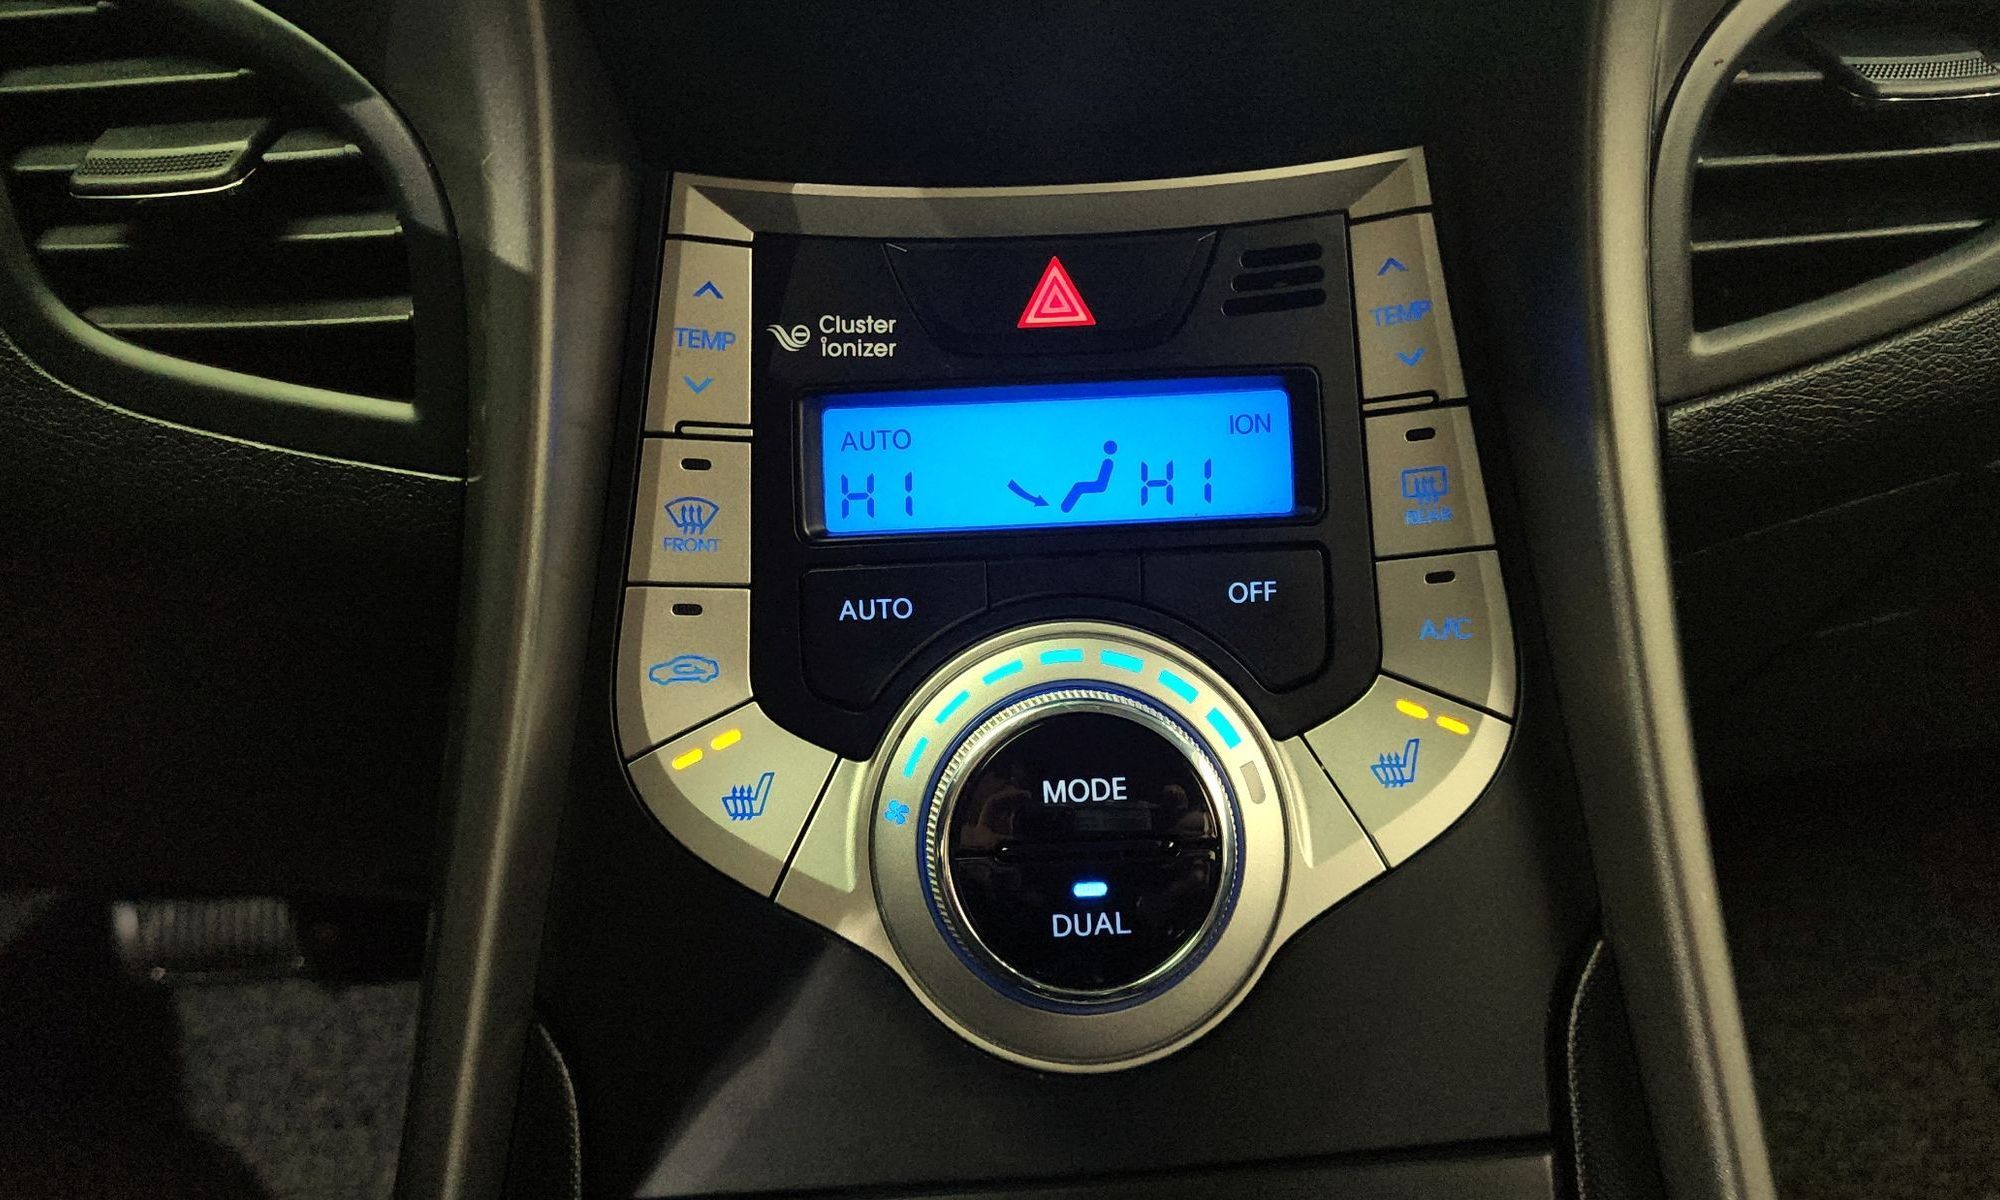 Cluster
ionizer
TEMP
TEMP
AUTO
ION
HI
HI
FRONT
REAR
AUTO
OFF
A/C
MODE
DUAL